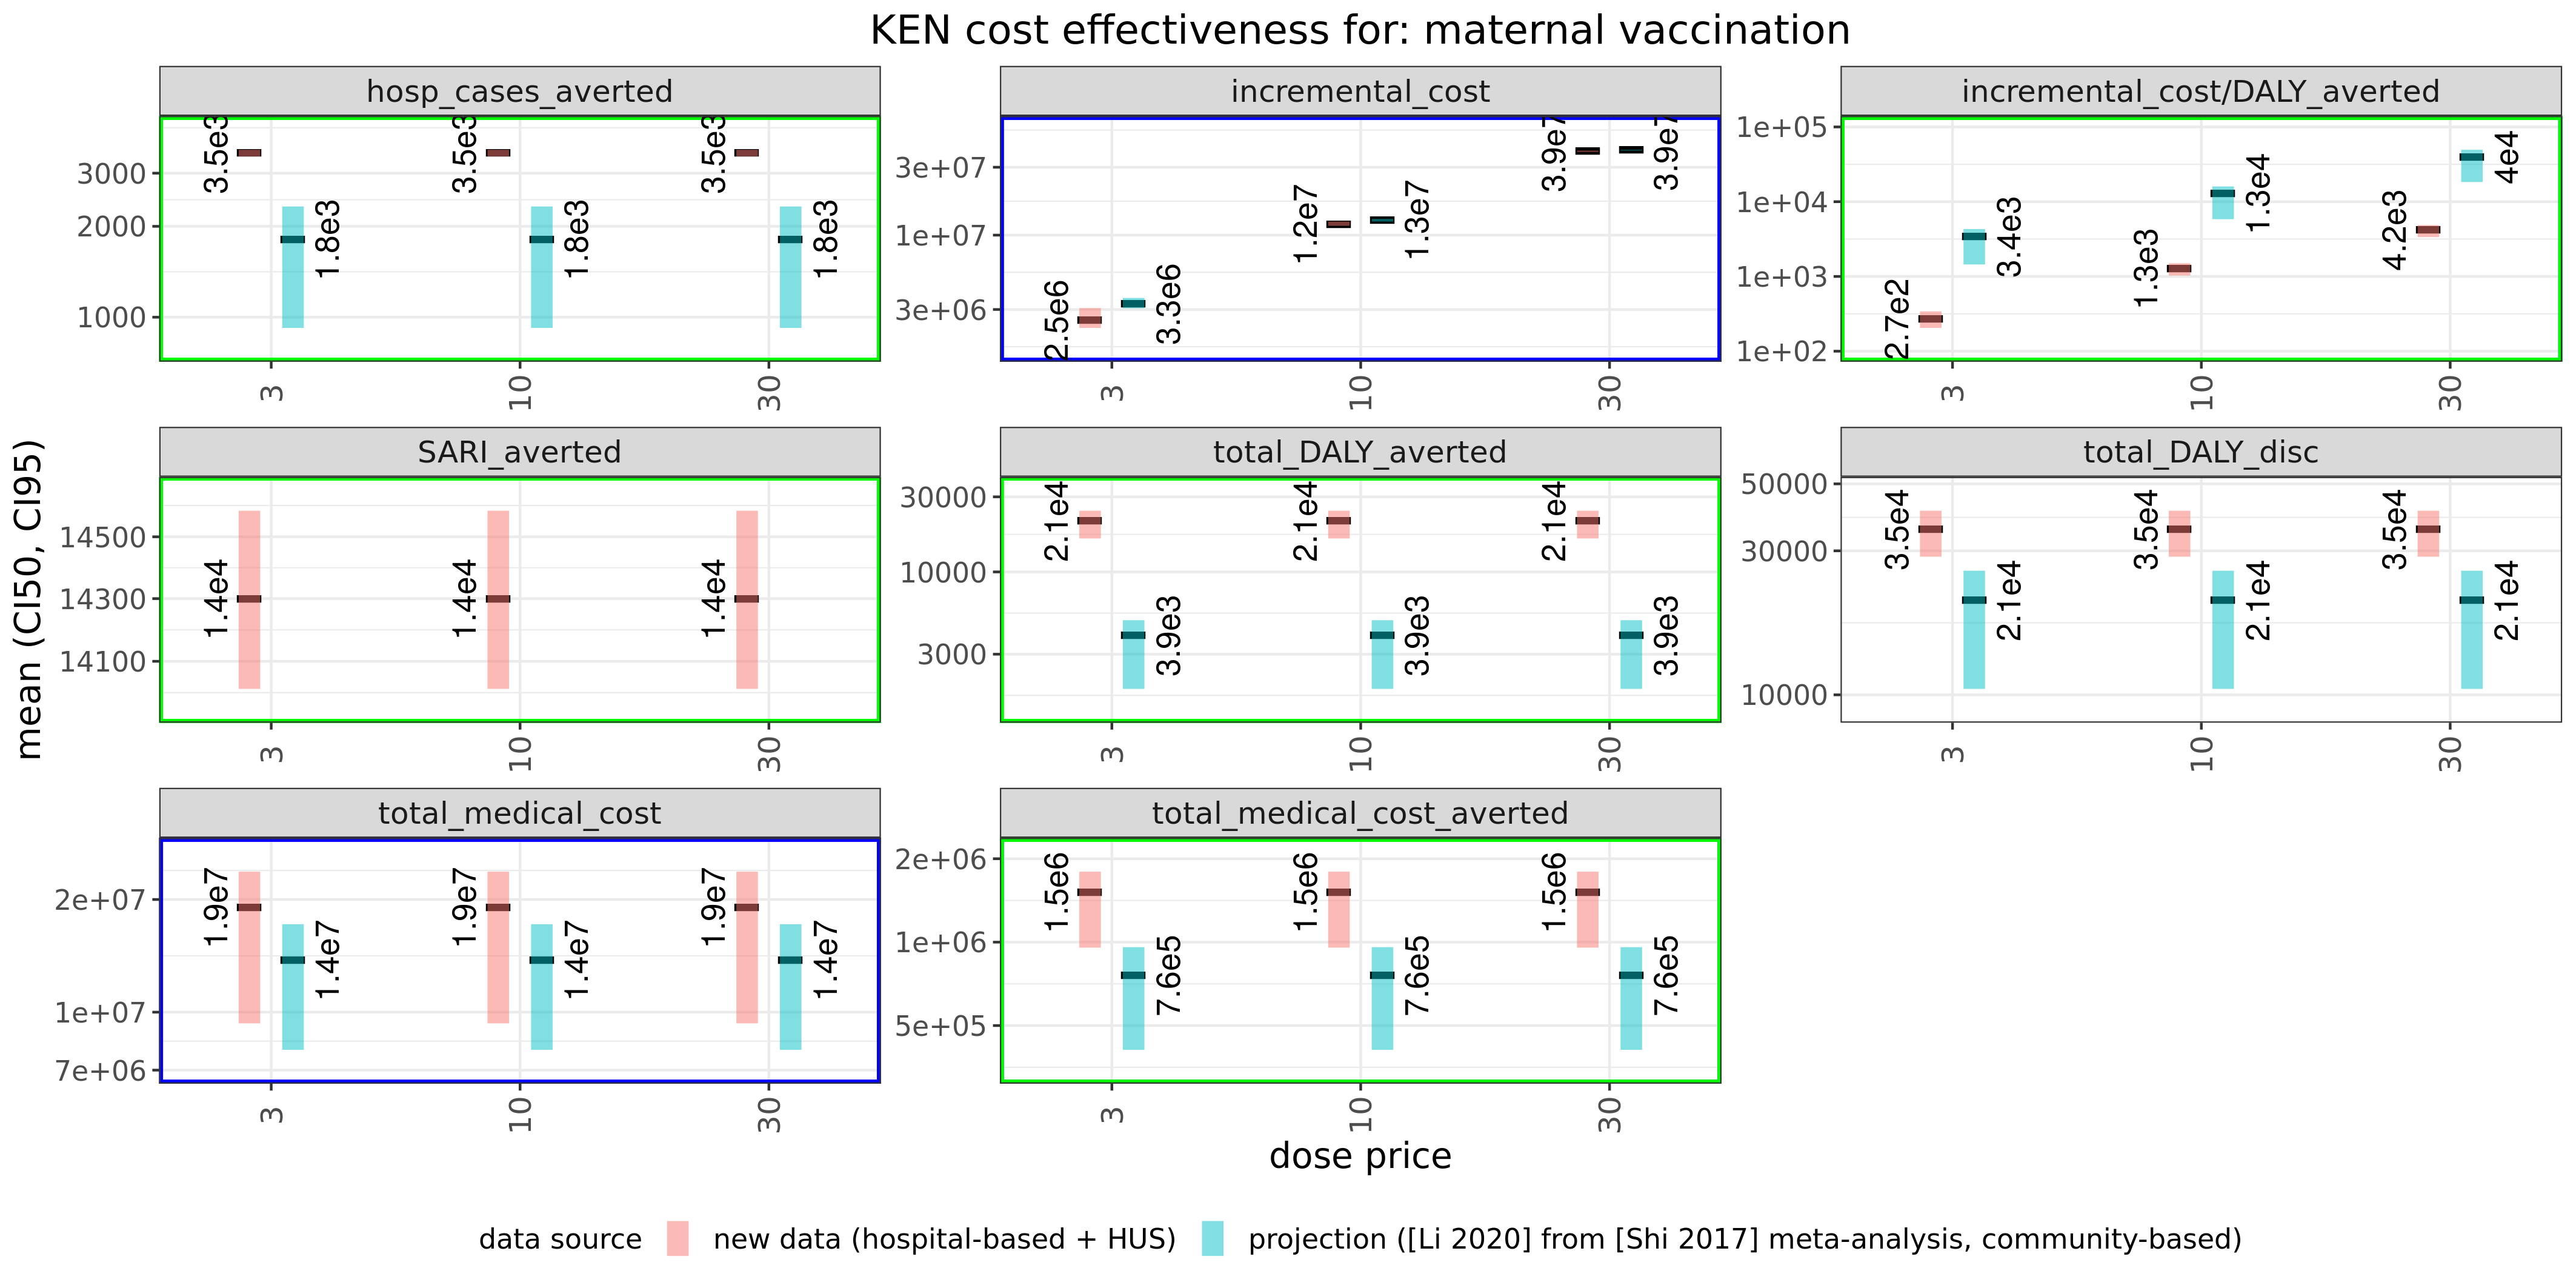 KEN cost effectiveness for: maternal vaccination
hosp_cases_averted
3000
2000
1000
3.5e3
1.8e3
3.5e3
1.8e3
3.5e3
1.8e3
3
10
30
incremental_cost
3e+07
1e+07
3e+06
2.5e6
3.3e6
1.2e7
1.3e7
3.9e7
3.9e7
3
10
30
incremental_cost/DALY_averted
1e+05
1e+04
1e+03
1e+02
2.7e2
3.4e3
1.3e3
1.3e4
4.2e3
4e4
3
10
30
mean (CI50, CI95)
SARI_averted
14500
14300
14100
1.4e4
1.4e4
1.4e4
3
10
30
total_DALY_averted
30000
10000
3000
2.1e4
3.9e3
2.1e4
3.9e3
2.1e4
3.9e3
3
10
30
total_DALY_disc
50000
30000
10000
3.5e4
2.1e4
3.5e4
2.1e4
3.5e4
2.1e4
3
10
30
total_medical_cost
2e+07
1e+07
7e+06
1.9e7
1.4e7
1.9e7
1.4e7
1.9e7
1.4e7
3
10
30
total_medical_cost_averted
2e+06
1e+06
5e+05
1.5e6
7.6e5
1.5e6
7.6e5
1.5e6
7.6e5
3
10
30
dose price
data source new data (hospital-based + HUS) projection ([Li 2020] from [Shi 2017] meta-analysis, community-based)